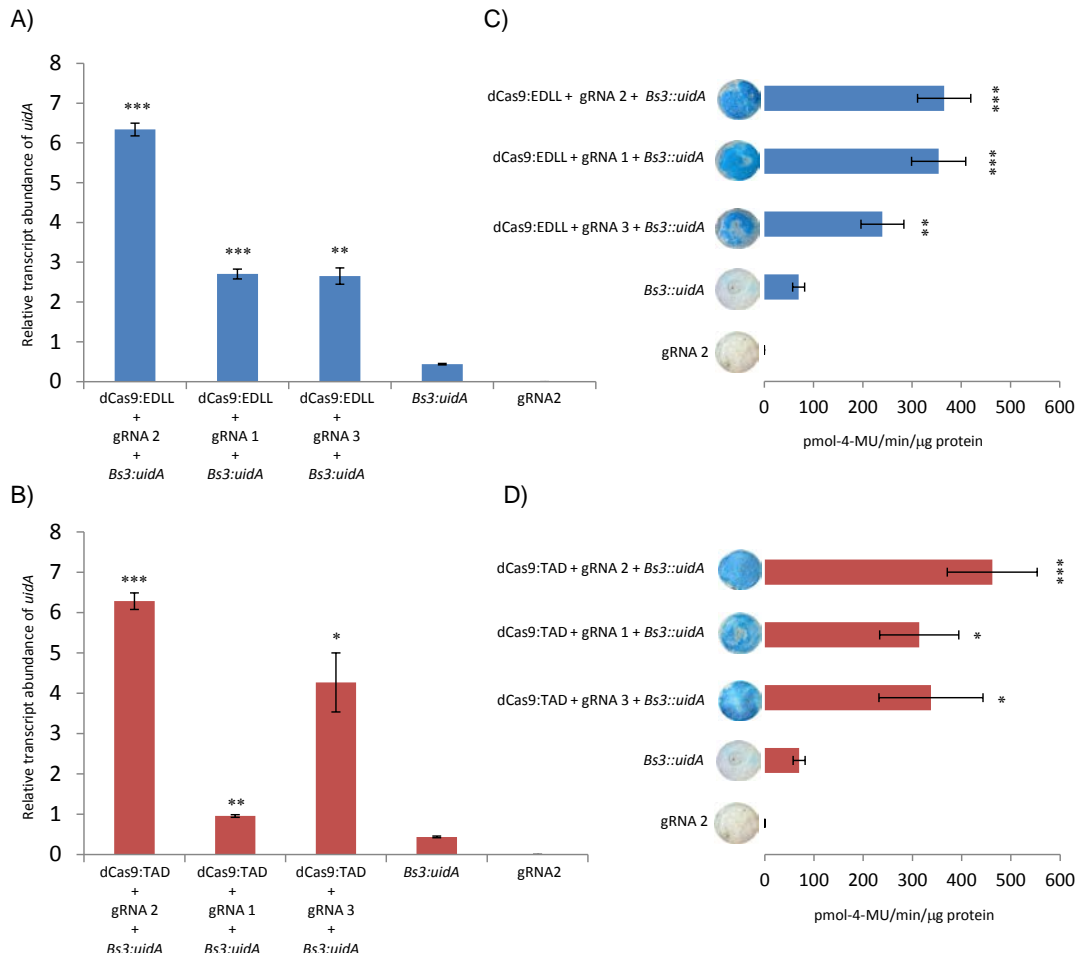 A)
Relative transcript abundance of uidA
8
7
6
5
4
3
2
1
0
***
***
**
dCas9:EDLL
+
gRNA 2
+
Bs3:uidA
dCas9:EDLL
+
gRNA 1
+
Bs3:uidA
dCas9:EDLL
+
gRNA 3
+
Bs3:uidA
Bs3:uidA
gRNA2
C)
dCas9:EDLL + gRNA 2 + Bs3::uidA
***
dCas9:EDLL + gRNA 1 + Bs3::uidA
***
dCas9:EDLL + gRNA 3 + Bs3::uidA
**
Bs3::uidA
gRNA 2
0 100 200 300 400 500 600
pmol-4-MU/min/µg protein
B)
Relative transcript abundance of uidA
8
7
6
5
4
3
2
1
0
***
**
*
dCas9:TAD
+
gRNA 2
+
Bs3:uidA
dCas9:TAD
+
gRNA 1
+
Bs3:uidA
dCas9:TAD
+
gRNA 3
+
Bs3:uidA
Bs3:uidA
gRNA2
D)
dCas9:TAD + gRNA 2 + Bs3::uidA
***
dCas9:TAD + gRNA 1 + Bs3::uidA
*
dCas9:TAD + gRNA 3 + Bs3::uidA
*
Bs3::uidA
gRNA 2
0 100 200 300 400 500 600
pmol-4-MU/min/µg protein